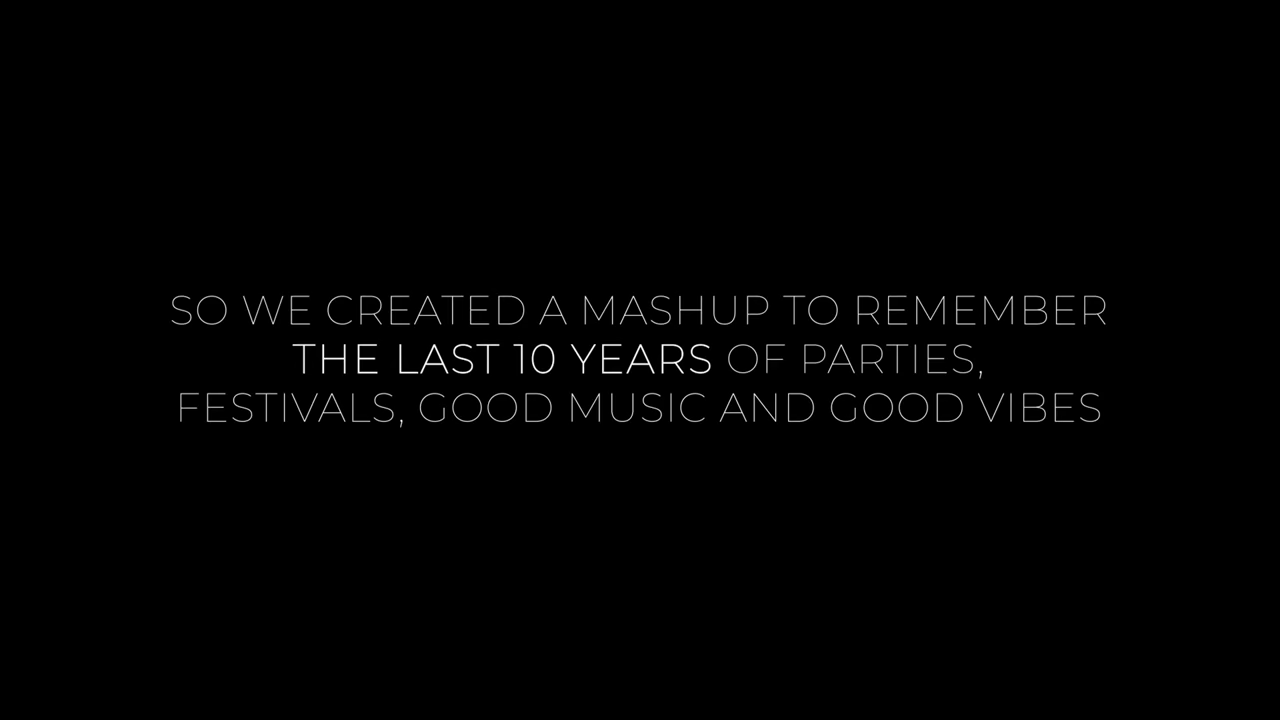 SO WE CREATED A MASHUP TO REMEMBER
THE LAST 10 YEARS OF PARTIES,
FESTIVALS, GOOD MUSIC AND GOOD VIBES